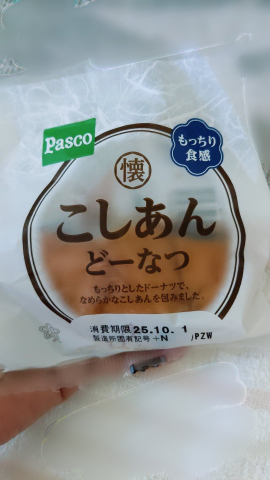 Pasco
もっちり
食感
懐
こしあん
どーなつ
もっちりとしたドーナツで、
なめらかなこしあんを包みました。
消費期限 25.10. 1
製造所固有記号 +N /PZW